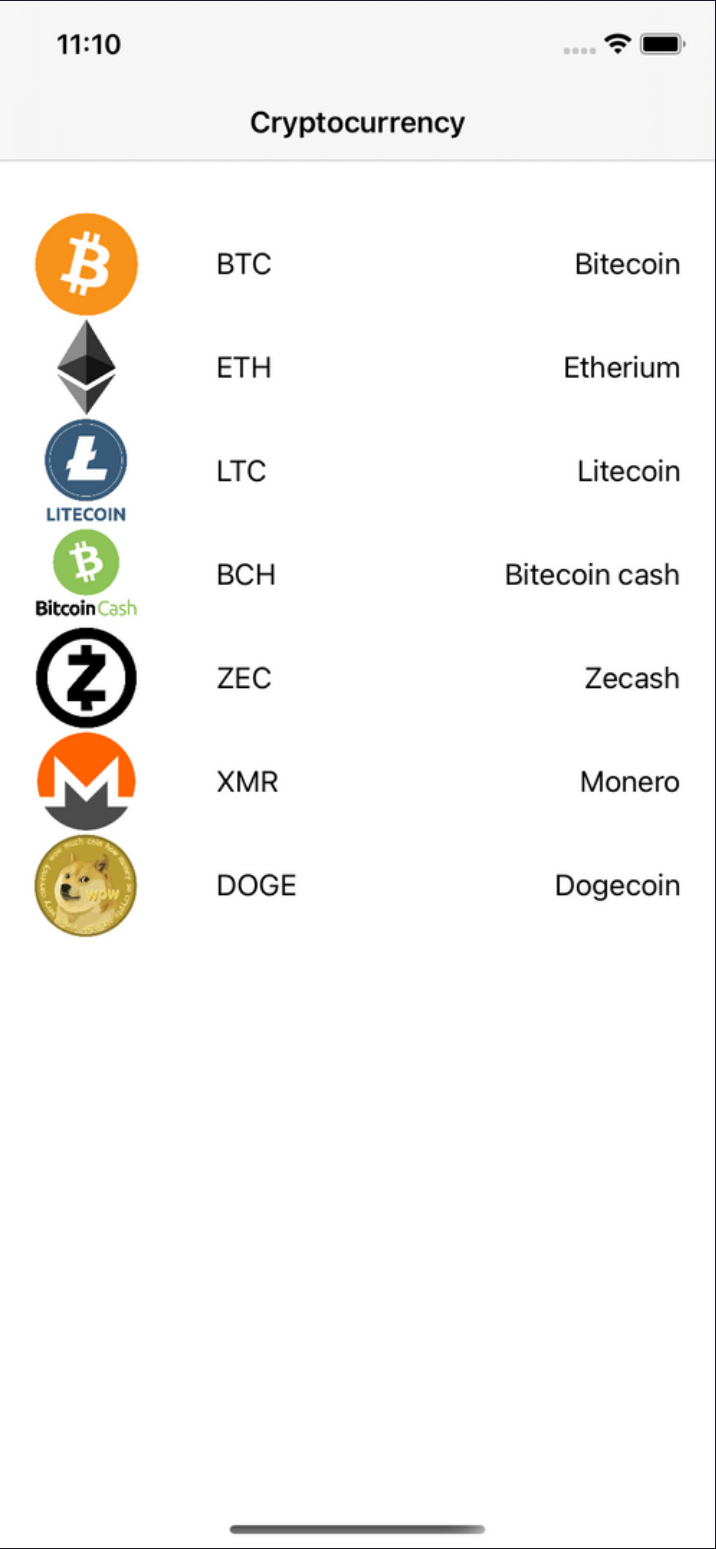 11:10
Cryptocurrency
BTC Bitecoin
ETH Etherium
LTC Litecoin
LITECOIN
BCH Bitecoin cash
BitcoinCash
ZEC Zecash
XMR Monero
DOGE Dogecoin
wow